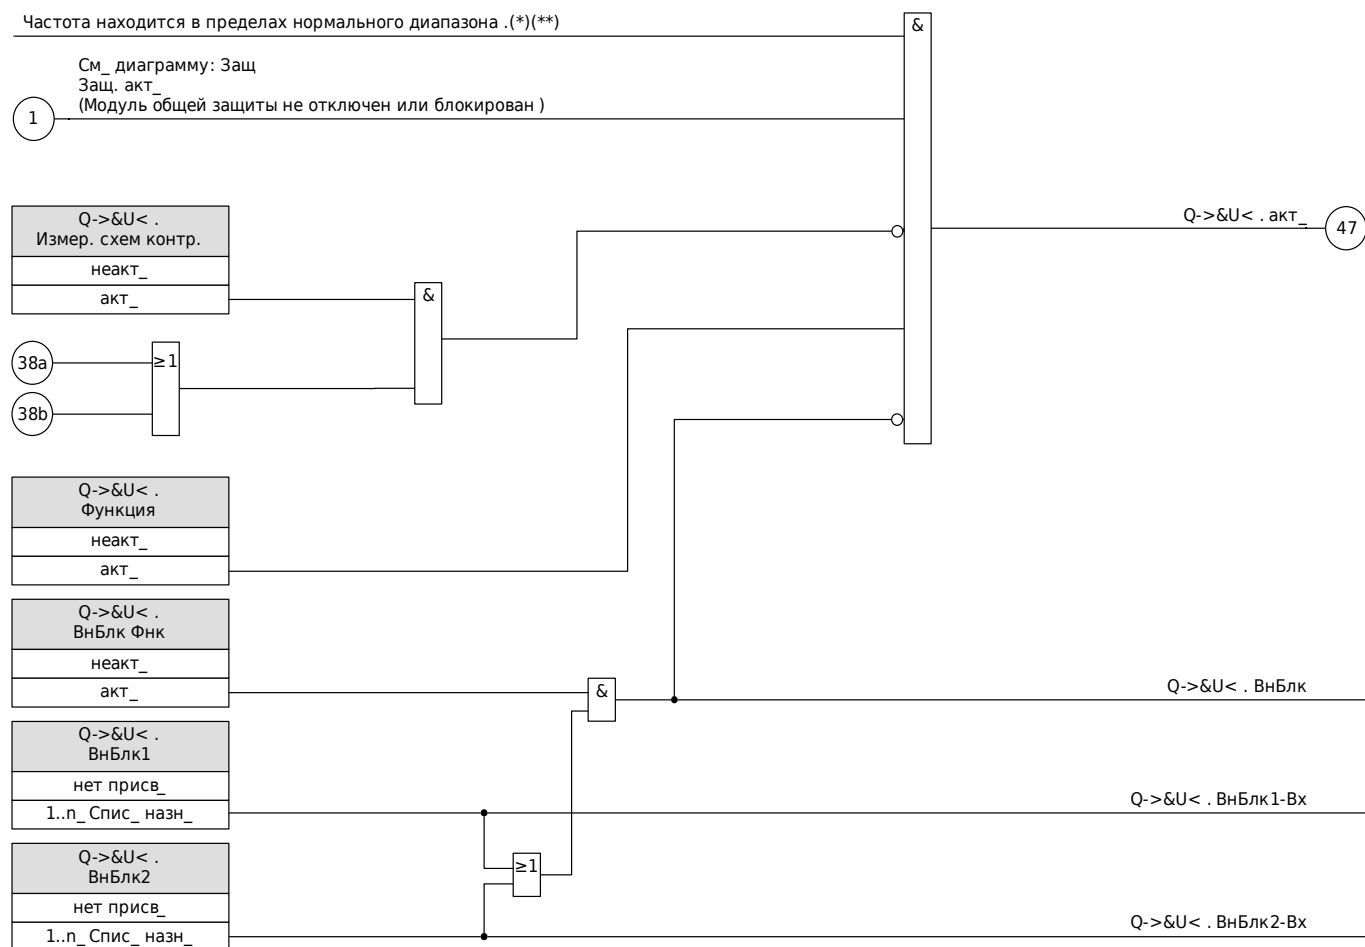 Частота находится в пределах нормального диапазона .(*)(**)
&
См_ диаграмму: Защ
Защ. акт_
(Модуль общей защиты не отключен или блокирован )
1
Q->&U< .
Измер. схем контр.
неакт_
акт_
&
Q->&U< . акт_
47
38a
≥1
38b
Q->&U< .
Функция
неакт_
акт_
Q->&U< .
ВнБлк Фнк
неакт_
акт_
&
Q->&U< . ВнБлк
Q->&U< .
ВнБлк1
нет присв_
1..n_ Спис_ назн_
Q->&U< . ВнБлк1-Вх
≥1
Q->&U< .
ВнБлк2
нет присв_
1..n_ Спис_ назн_
Q->&U< . ВнБлк2-Вх